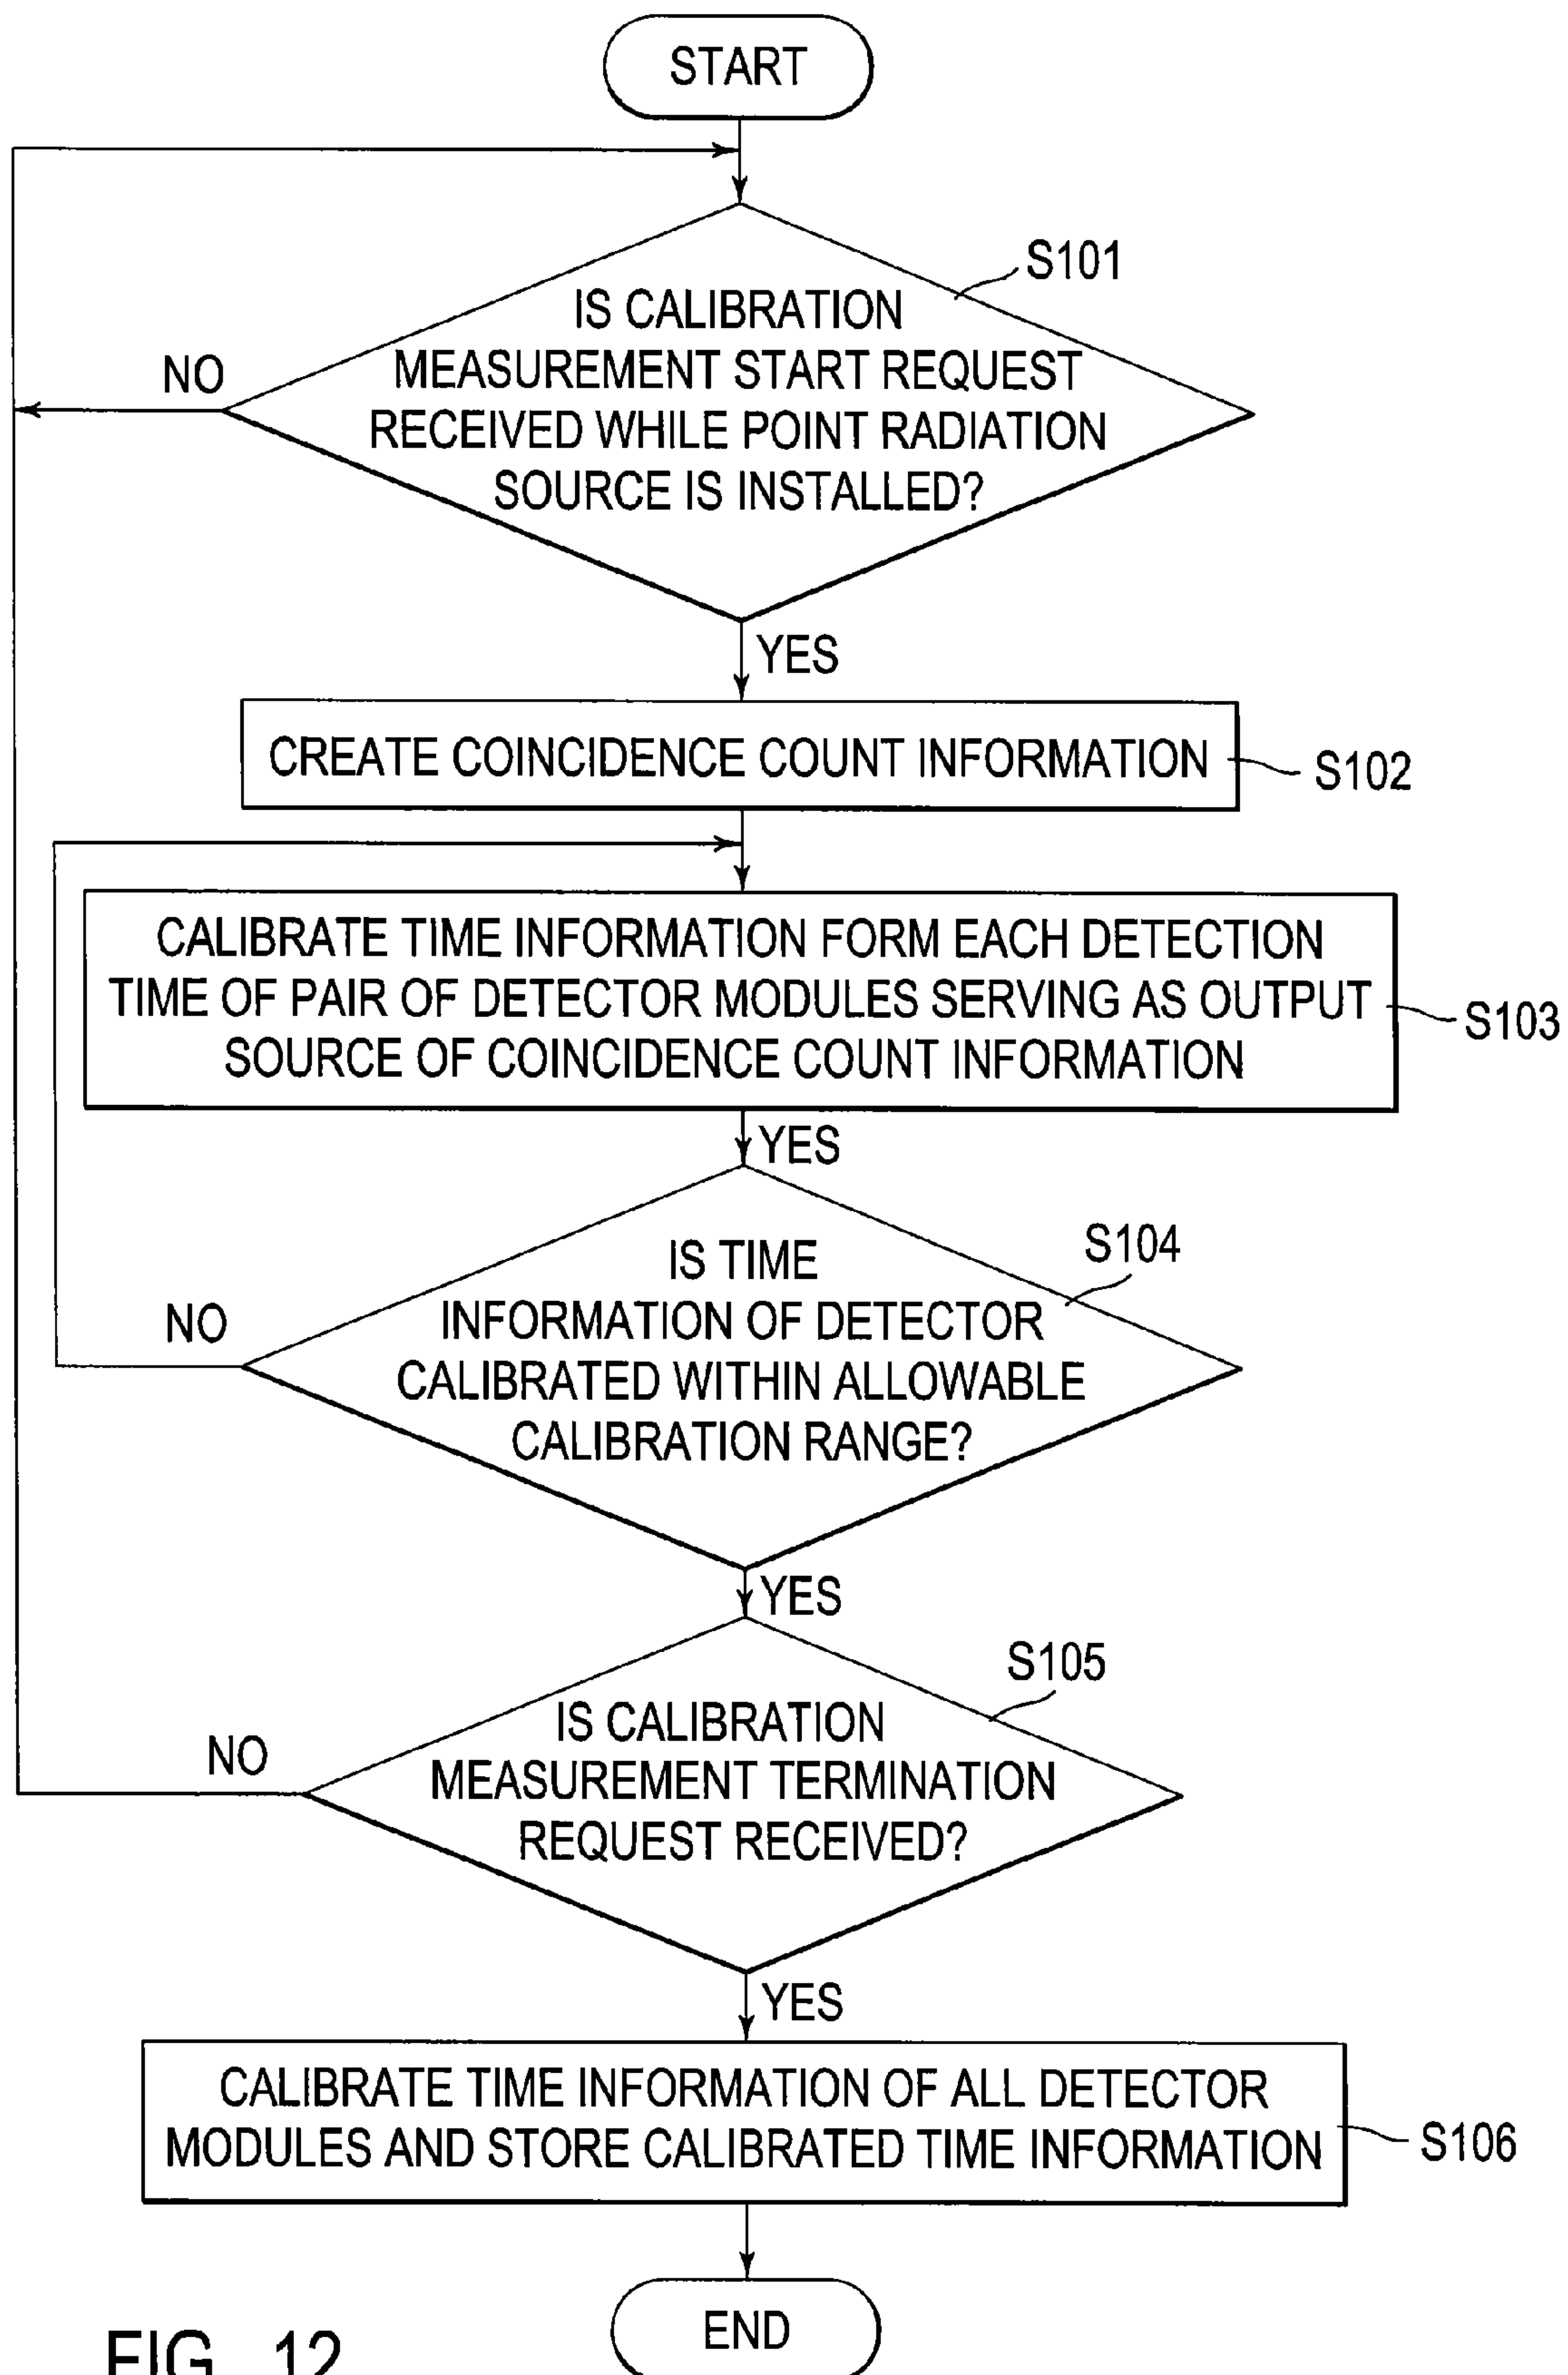 START
S101
IS CALIBRATION
MEASUREMENT START REQUEST
RECEIVED WHILE POINT RADIATION
SOURCE IS INSTALLED?
NO
YES
CREATE COINCIDENCE COUNT INFORMATION
S102
CALIBRATE TIME INFORMATION FORM EACH DETECTION
TIME OF PAIR OF DETECTOR MODULES SERVING AS OUTPUT
SOURCE OF COINCIDENCE COUNT INFORMATION
S103
YES
S104
IS TIME
INFORMATION OF DETECTOR
CALIBRATED WITHIN ALLOWABLE
CALIBRATION RANGE?
NO
YES
S105
IS CALIBRATION
MEASUREMENT TERMINATION
REQUEST RECEIVED?
NO
YES
CALIBRATE TIME INFORMATION OF ALL DETECTOR
MODULES AND STORE CALIBRATED TIME INFORMATION
S106
END
FIG. 12